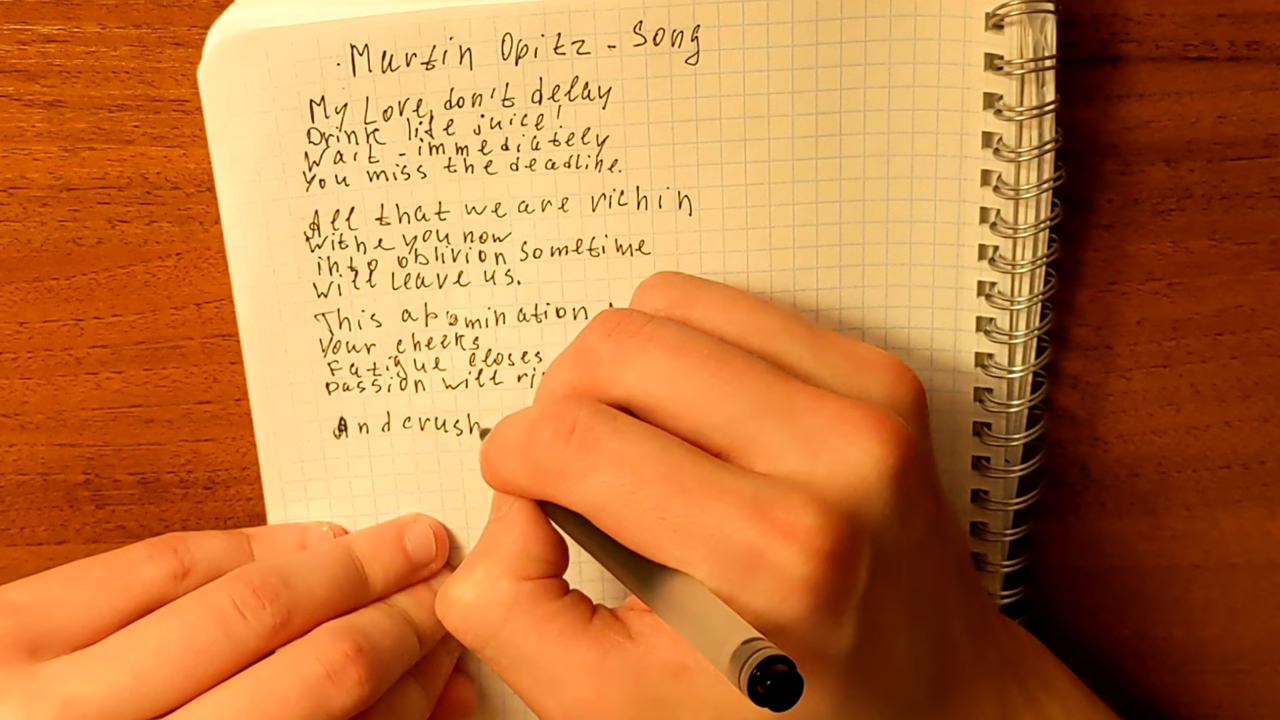 Martin Opitz - Song
My Love, don't delay
Drink life juice!
Wait - immediately
You miss the deadline.
All that we are rich in
withe you now
into oblivion sometime
will leave us.
This abomination
your cheeks
Fatigue closes
passion will
And crush